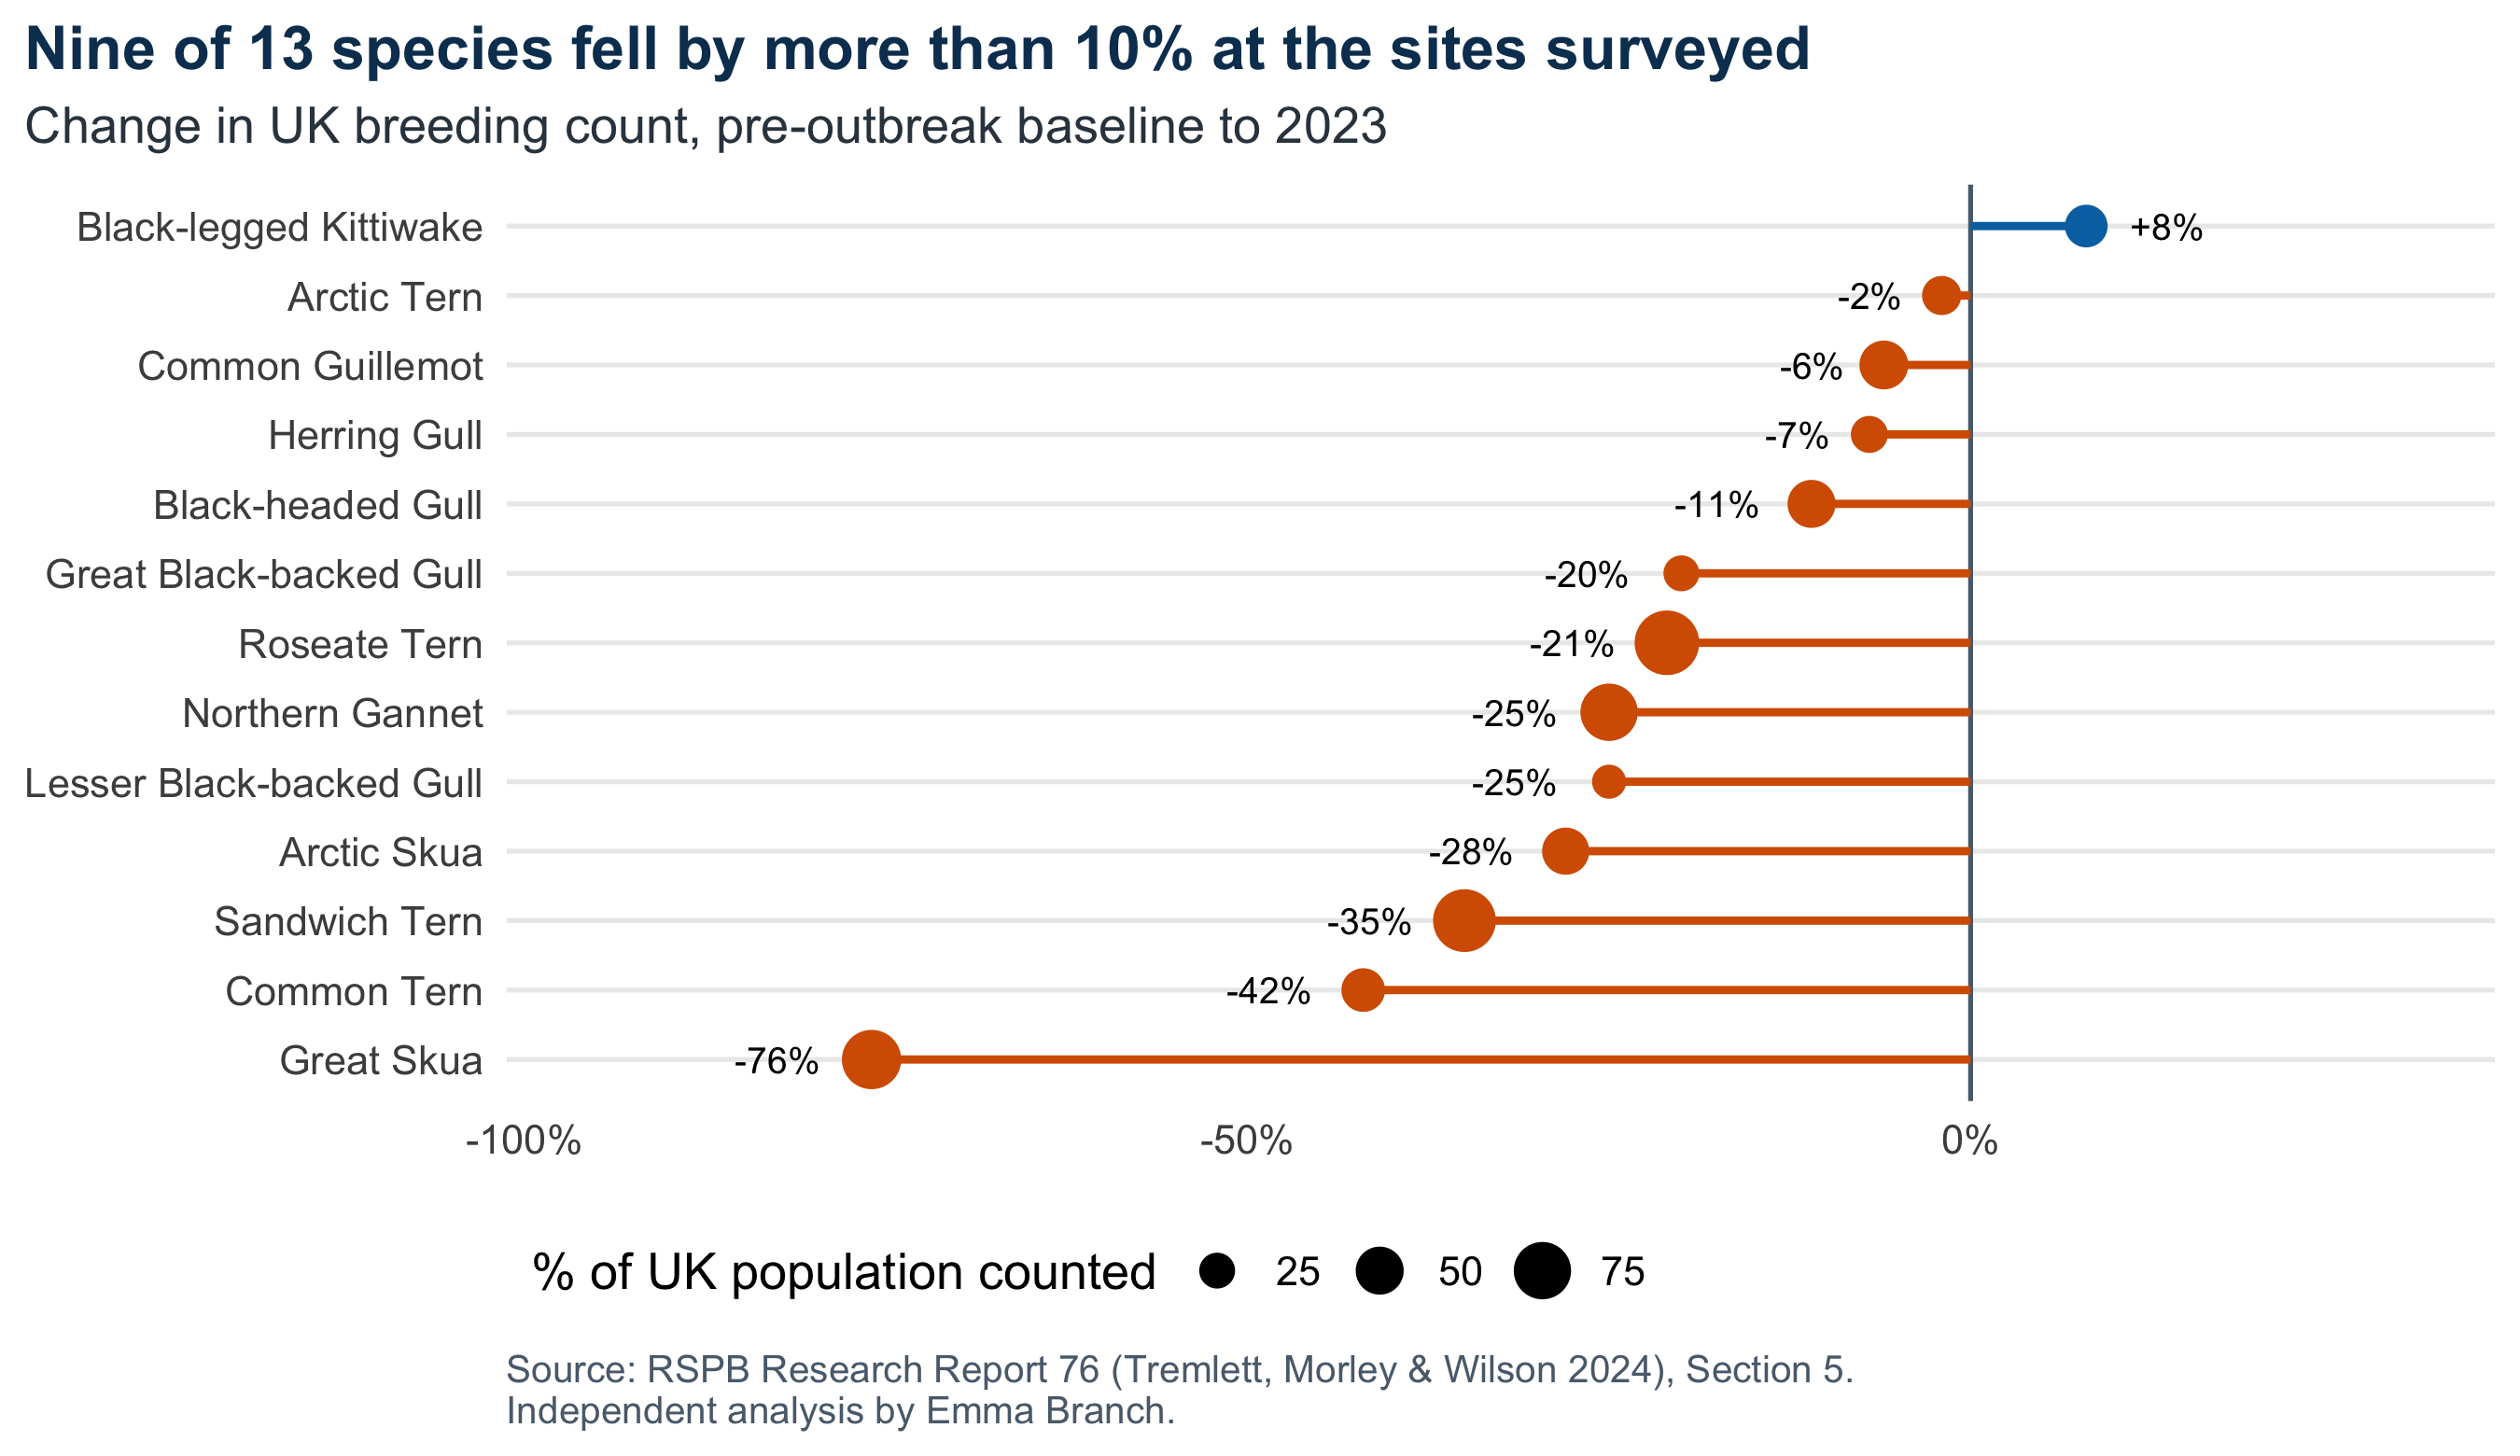 Nine of 13 species fell by more than 10% at the sites surveyed
Change in UK breeding count, pre-outbreak baseline to 2023
Black-legged Kittiwake +8%
Arctic Tern -2%
Common Guillemot -6%
Herring Gull -7%
Black-headed Gull -11%
Great Black-backed Gull -20%
Roseate Tern -21%
Northern Gannet -25%
Lesser Black-backed Gull -25%
Arctic Skua -28%
Sandwich Tern -35%
Common Tern -42%
Great Skua -76%
-100% -50% 0%
% of UK population counted 25 50 75
Source: RSPB Research Report 76 (Tremlett, Morley & Wilson 2024), Section 5.
Independent analysis by Emma Branch.